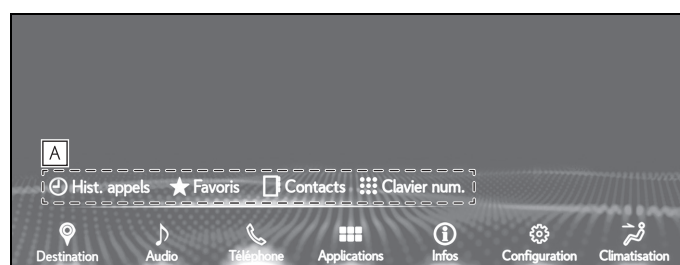 A
Hist. appels Favoris Contacts Clavier num.
Destination Audio Téléphone Applications Infos Configuration Climatisation